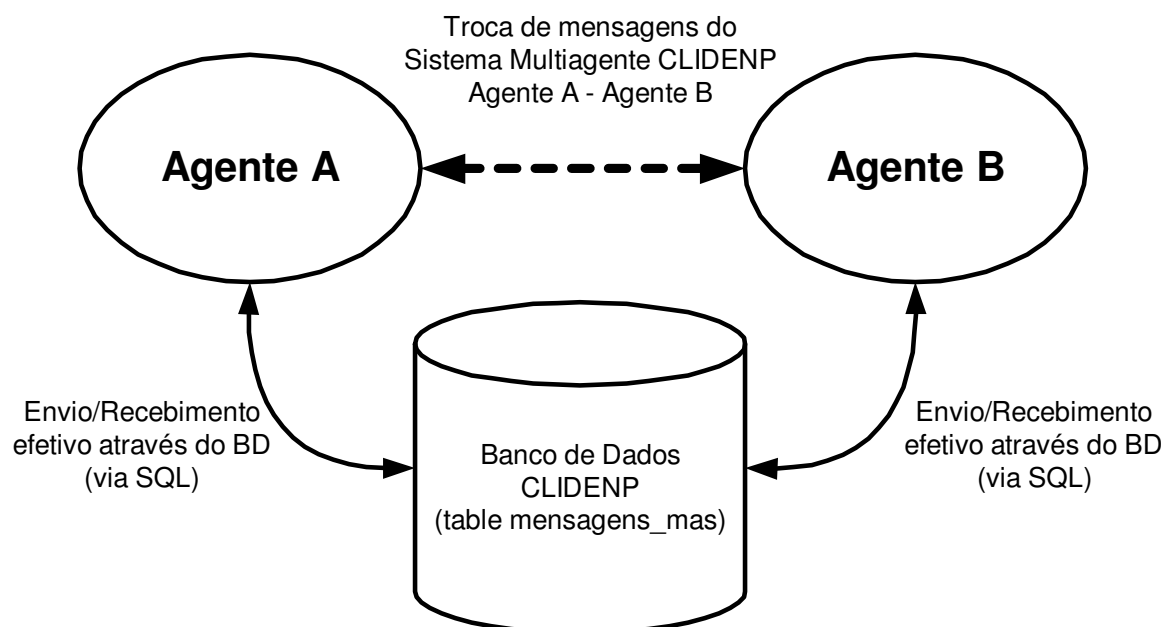 Troca de mensagens do
Sistema Multiagente CLIDENP
Agente A - Agente B
Agente A
Agente B
Envio/Recebimento
efetivo através do BD
(via SQL)
Banco de Dados
CLIDENP
(table mensagens_mas)
Envio/Recebimento
efetivo através do BD
(via SQL)